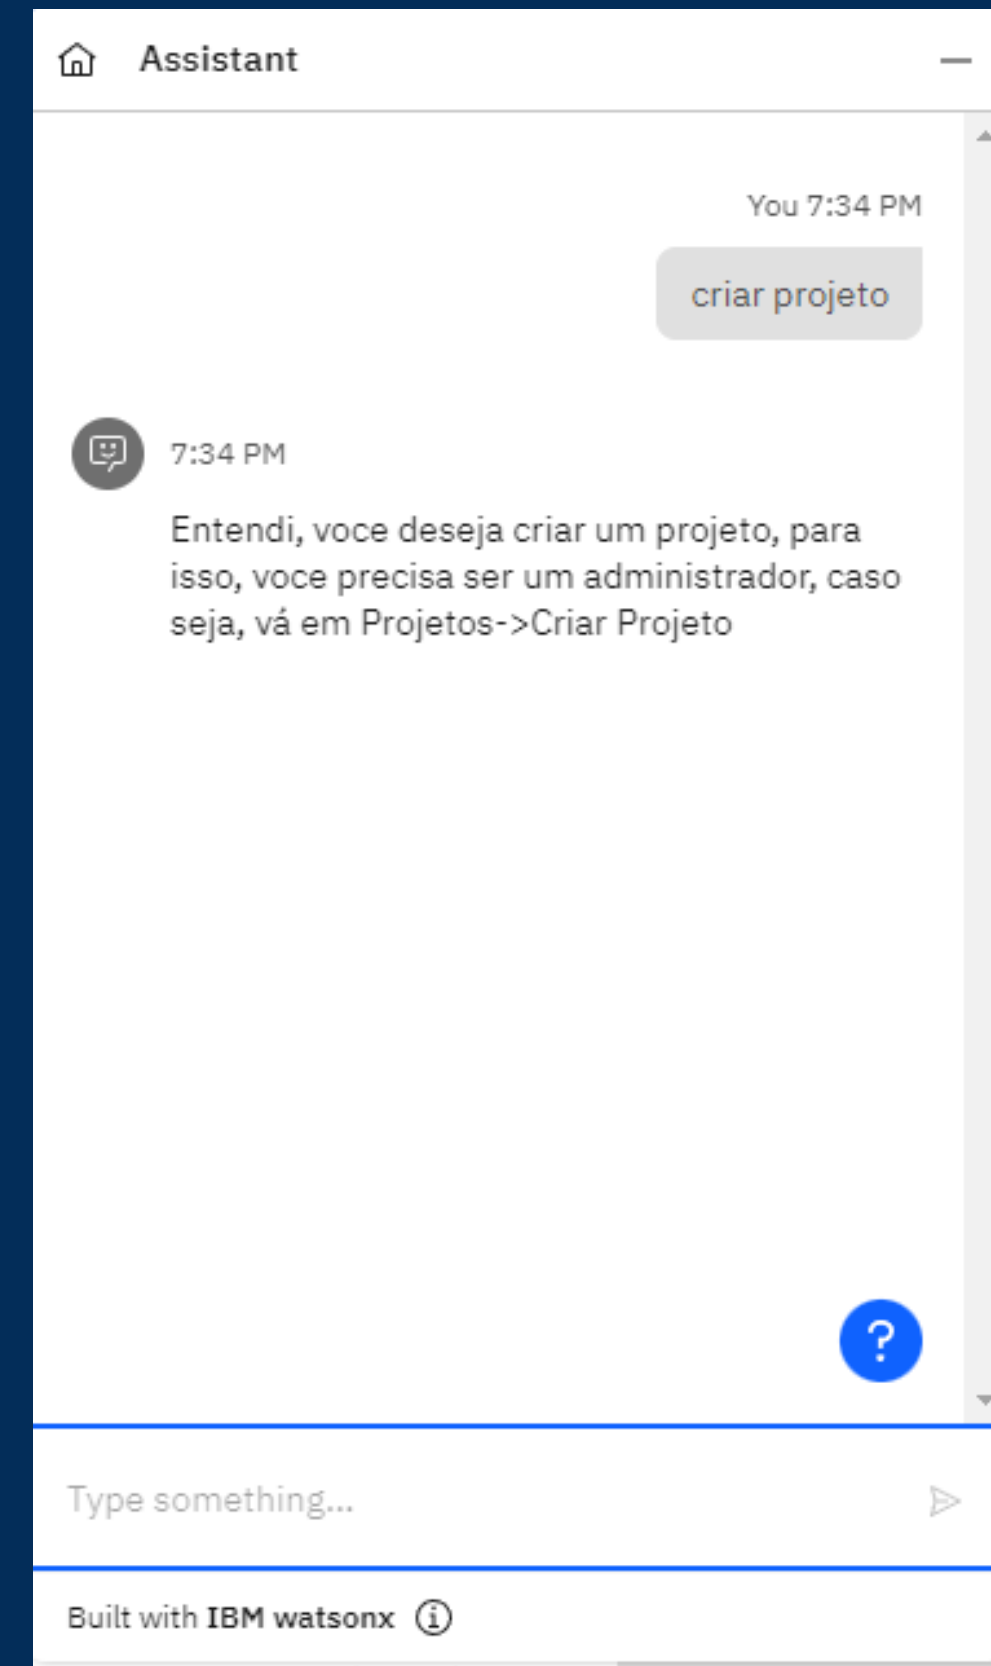 Assistant
You 7:34 PM
criar projeto
7:34 PM
Entendi, voce deseja criar um projeto, para
isso, voce precisa ser um administrador, caso
seja, vá em Projetos->Criar Projeto
?
Type something...
Built with IBM watsonx